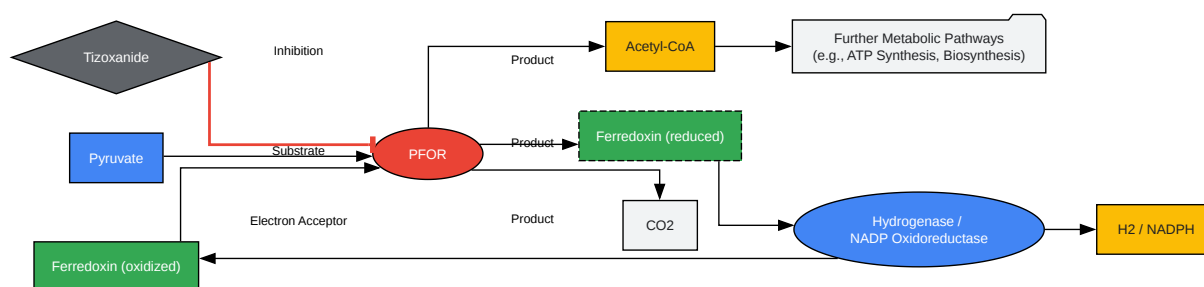 Tizoxanide
Inhibition
Product
Acetyl-CoA
Further Metabolic Pathways
(e.g., ATP Synthesis, Biosynthesis)
Pyruvate
Substrate
PFOR
Product
Ferredoxin (reduced)
Electron Acceptor
Product
CO2
Hydrogenase /
NADP Oxidoreductase
H2 / NADPH
Ferredoxin (oxidized)